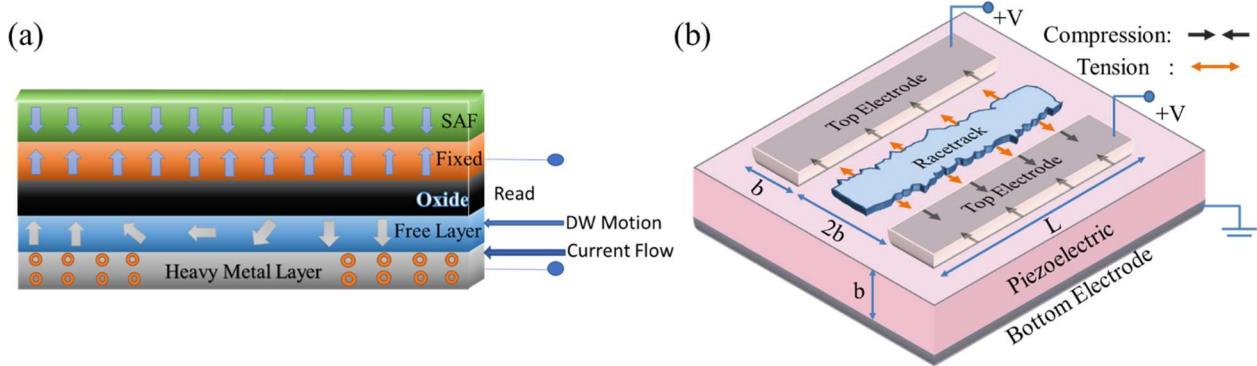 (a)
SAF
Fixed
Oxide
Read
Free Layer
DW Motion
Current Flow
Heavy Metal Layer
(b)
+V
Compression:
Tension :
+V
Top Electrode
Racetrack
Top Electrode
b
2b
L
b
Piezoelectric
Bottom Electrode